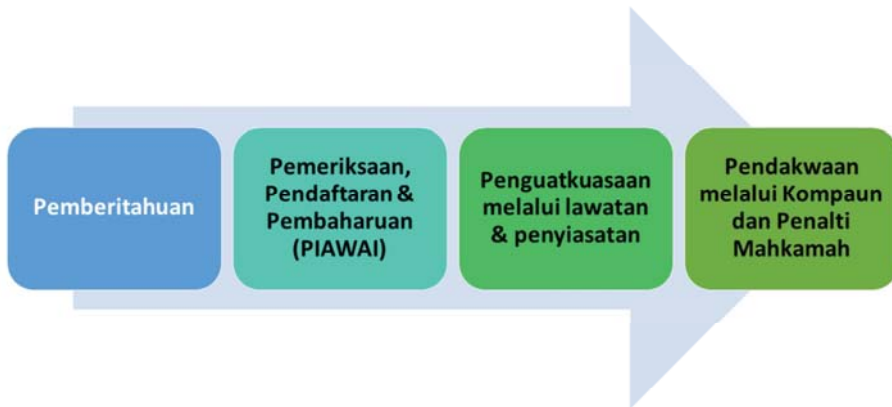 Pemberitahuan
Pemeriksaan,
Pendaftaran &
Pembaharuan
(PIAWAI)
Penguatkuasaan
melalui lawatan
& penyiasatan
Pendakwaan
melalui Kompaun
dan Penalti
Mahkamah